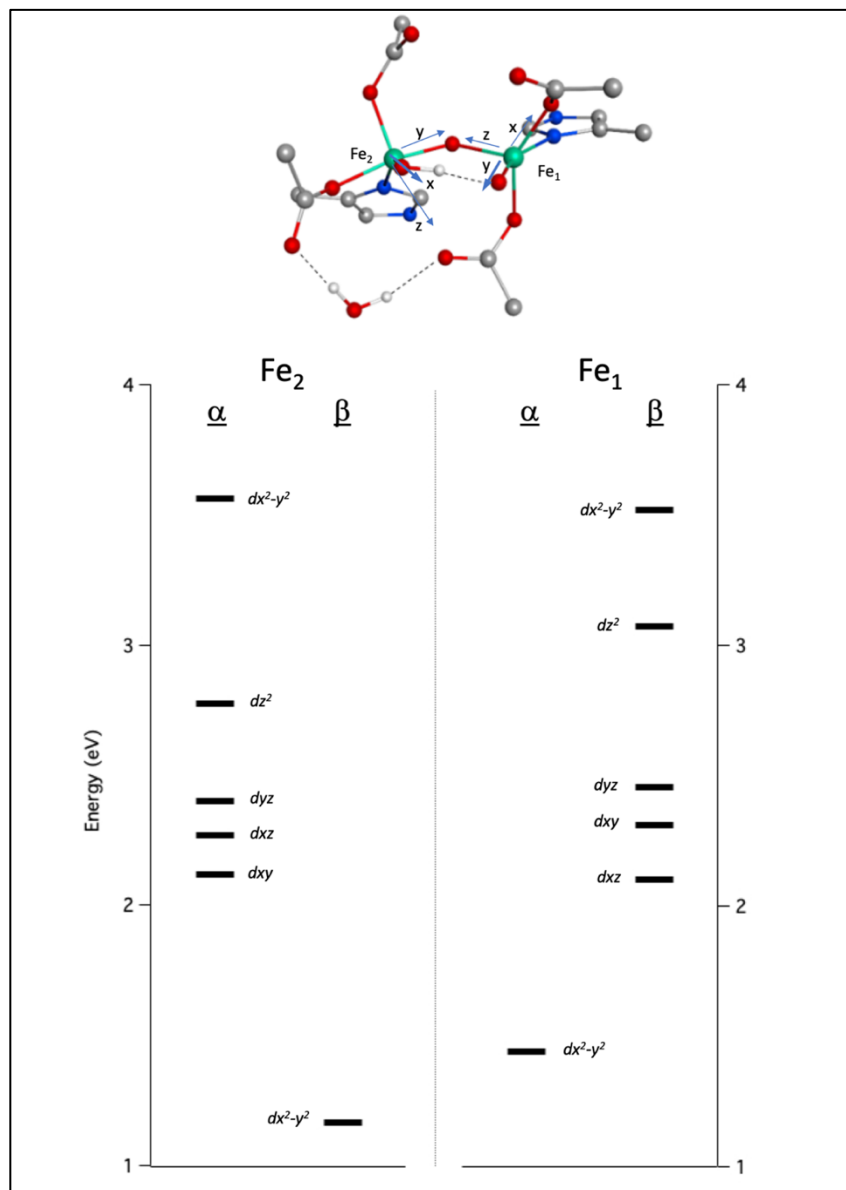 Fe₂
y
x
z
z
x
y
Fe₁
Fe₂
Fe₁
α
β
α
β
4
4
3
3
2
2
1
1
Energy (eV)
dx²-y²
dz²
dyz
dxz
dxy
dx²-y²
dx²-y²
dz²
dyz
dxy
dxz
dx²-y²